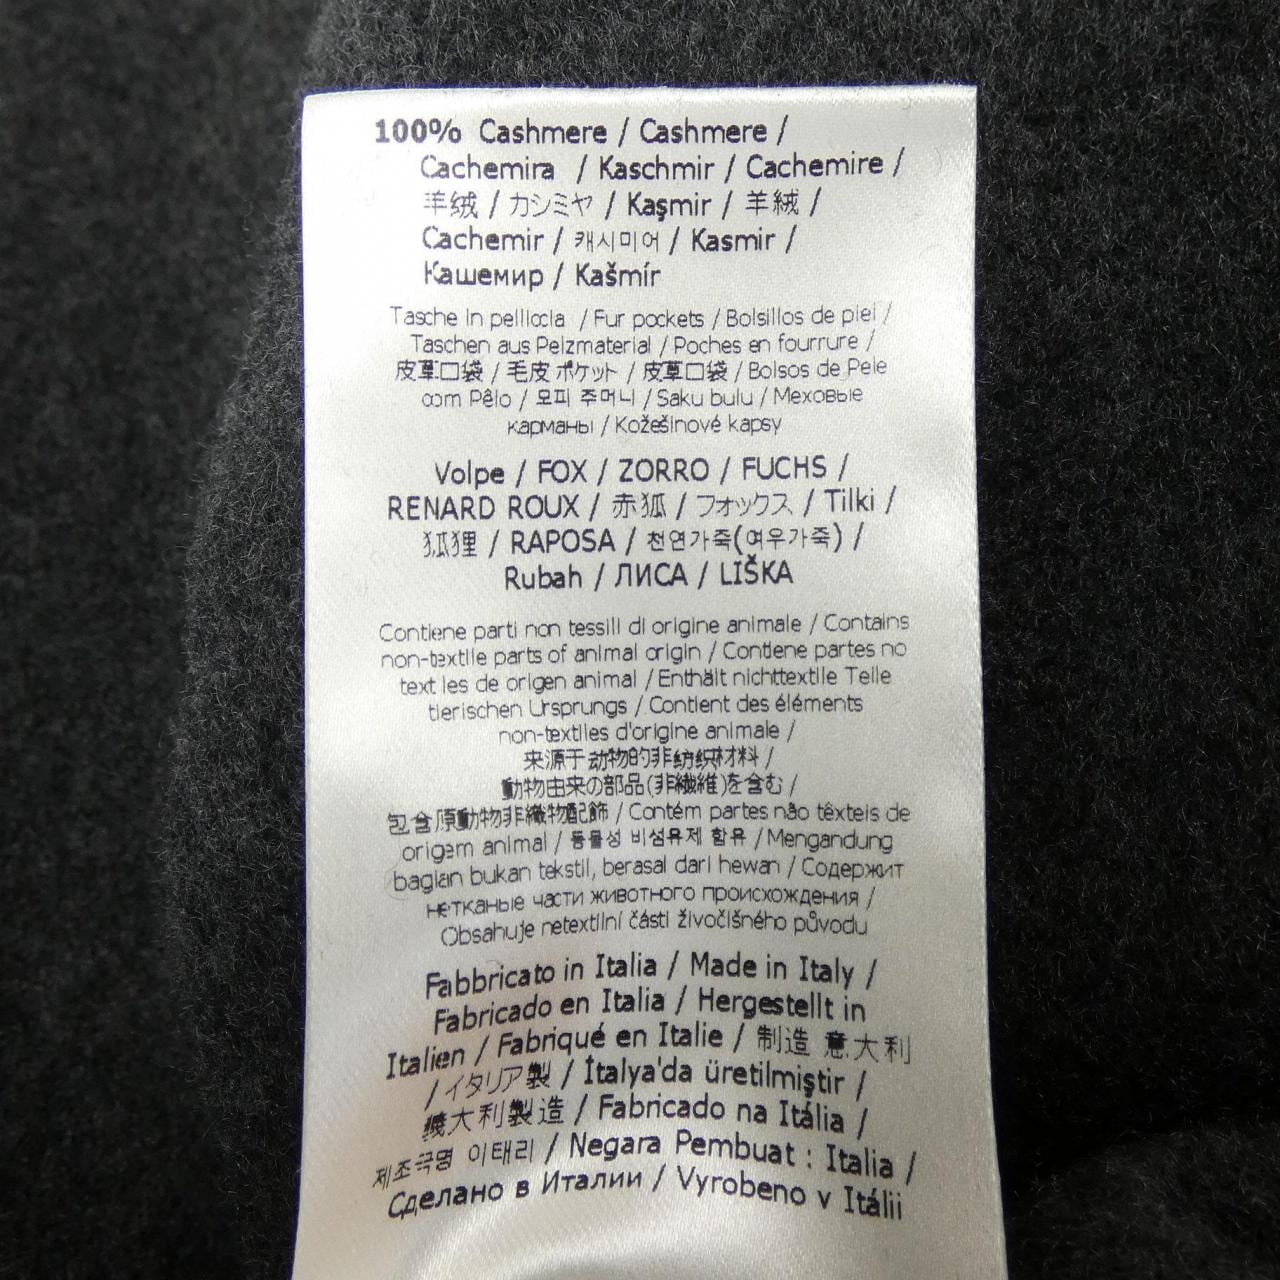 100% Cashmere / Cashmere /
Cachemira / Kaschmir / Cachemire /
羊绒 / カシミヤ / Kaşmir / 羊絨 /
Cachemir / 캐시미어 / Kasmir /
Кашемир / Kašmír
Tasche in pelliccia / Fur pockets / Bolsillos de piel /
Taschen aus Pelzmaterial / Poches en fourrure /
皮草口袋 / 毛皮 ポケット / 皮草口袋 / Bolsos de Pele
com Pêlo / 모피 주머니 / Saku bulu / Меховые
карманы / Kožešinové kapsy
Volpe / FOX / ZORRO / FUCHS /
RENARD ROUX / 赤狐 / フォックス / Tilki /
狐狸 / RAPOSA / 천연가죽(여우가죽) /
Rubah / ЛИСА / LIŠKA
Contiene parti non tessili di origine animale / Contains
non-textile parts of animal origin / Contiene partes no
textiles de origen animal / Enthält nichttextile Teile
tierischen Ursprungs / Contient des éléments
non-textiles d'origine animale /
来源于动物的非纺织材料 /
動物由来の部品(非繊維)を含む /
包含原動物非織物配飾 / Contém partes não têxteis de
origem animal / 동물성 비섬유제 함유 / Mengandung
bagian bukan tekstil, berasal dari hewan / Содержит
нетканые части животного происхождения /
Obsahuje netextilní části živočišného původu
Fabbricato in Italia / Made in Italy /
Fabricado en Italia / Hergestellt in
Italien / Fabriqué en Italie / 制造 意大利
/ イタリア製 / İtalya'da üretilmiştir /
義大利製造 / Fabricado na Itália /
제조국명 이태리 / Negara Pembuat : Italia /
Сделано в Италии / Vyrobeno v Itálii